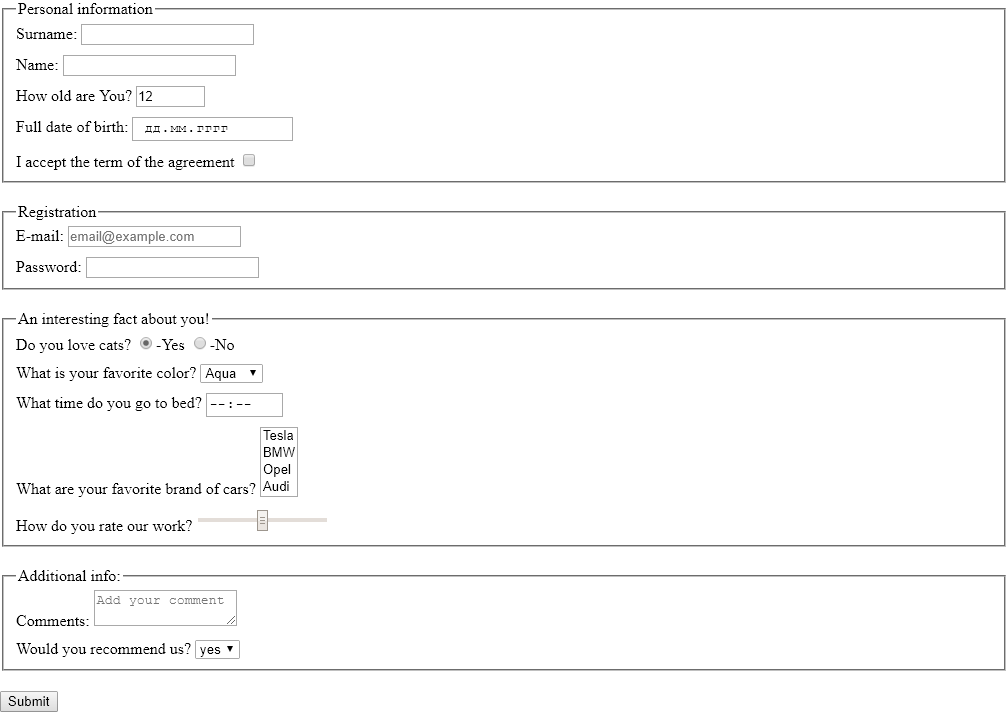 Personal information
Surname:
Name:
How old are You? 12
Full date of birth: дд.мм.гггг
I accept the term of the agreement
Registration
E-mail: email@example.com
Password:
An interesting fact about you!
Do you love cats? -Yes -No
What is your favorite color? Aqua
What time do you go to bed? --:--
Tesla
BMW
Opel
What are your favorite brand of cars? Audi
How do you rate our work?
Additional info:
Comments: Add your comment
Would you recommend us? yes
Submit